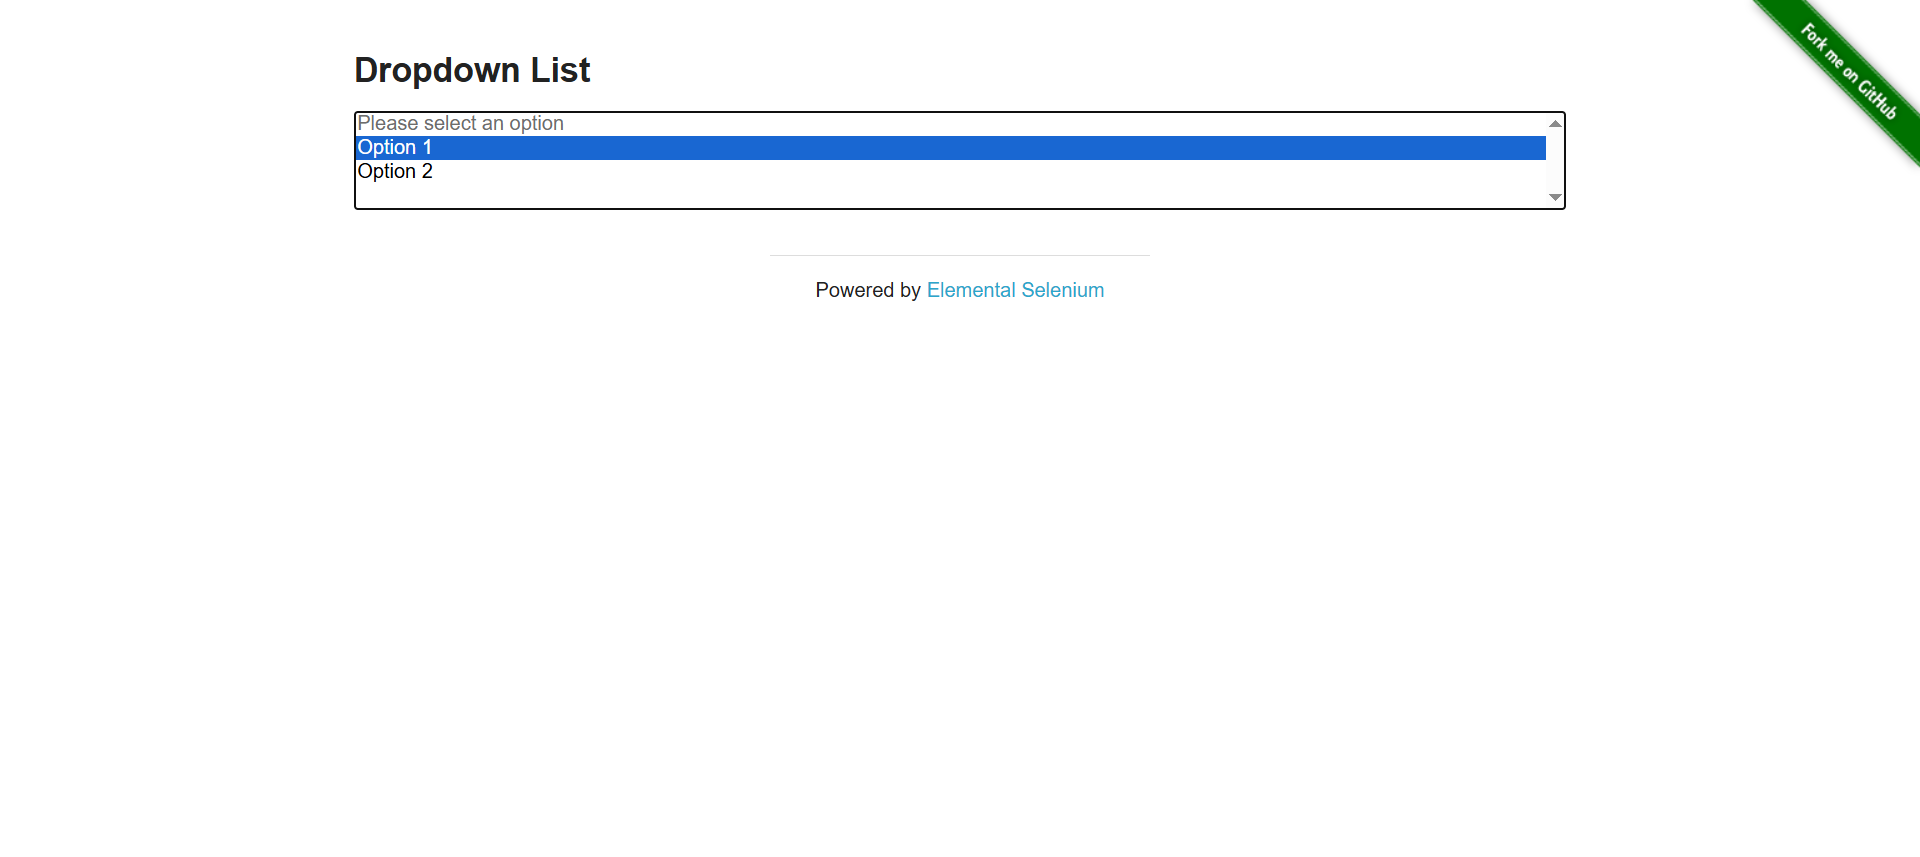 Fork me on GitHub
Dropdown List
Please select an option
Option 1
Option 2
Powered by Elemental Selenium